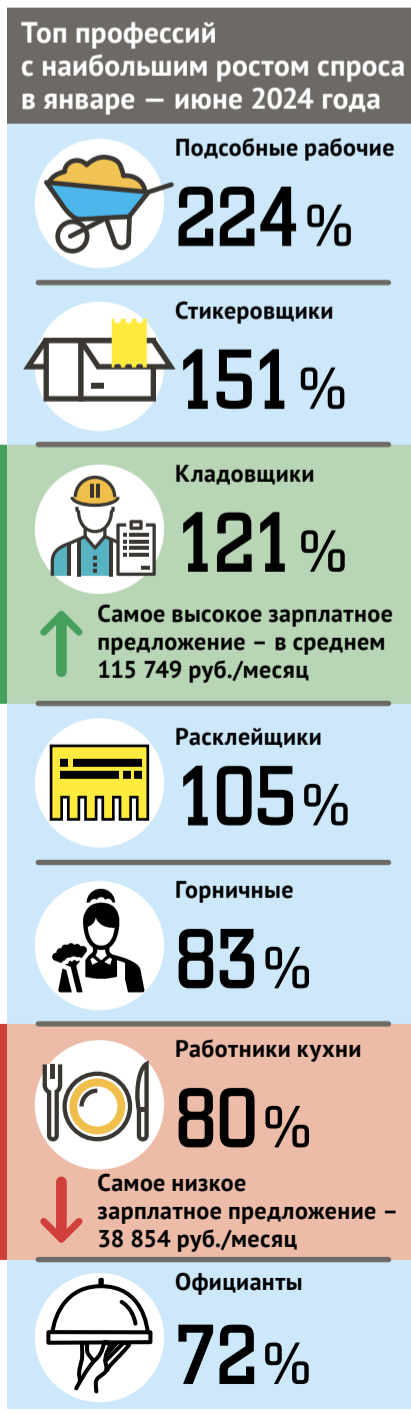 Топ профессий
с наибольшим ростом спроса
в январе — июне 2024 года
Подсобные рабочие
224%
Стикеровщики
151%
Кладовщики
121%
Самое высокое зарплатное
предложение – в среднем
115 749 руб./месяц
Расклейщики
105%
Горничные
83%
Работники кухни
80%
Самое низкое
зарплатное предложение –
38 854 руб./месяц
Официанты
72%